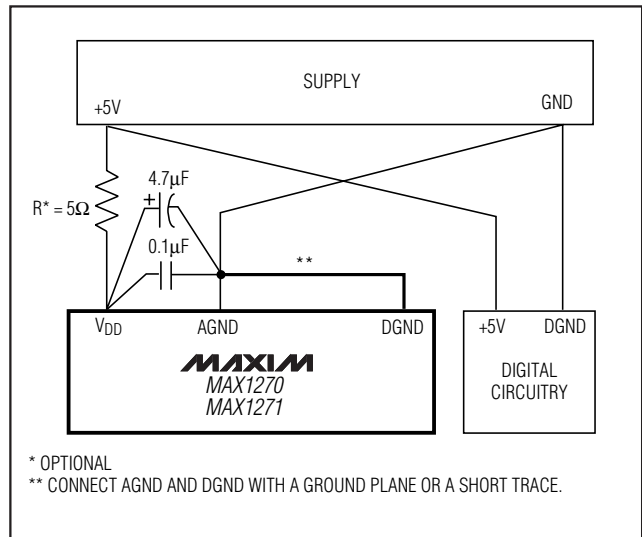 SUPPLY
+5V
GND
4.7µF
+
R* = 5Ω
0.1µF
**
VDD
AGND
DGND
+5V
DGND
MAXIM
MAX1270
MAX1271
DIGITAL
CIRCUITRY
* OPTIONAL
** CONNECT AGND AND DGND WITH A GROUND PLANE OR A SHORT TRACE.